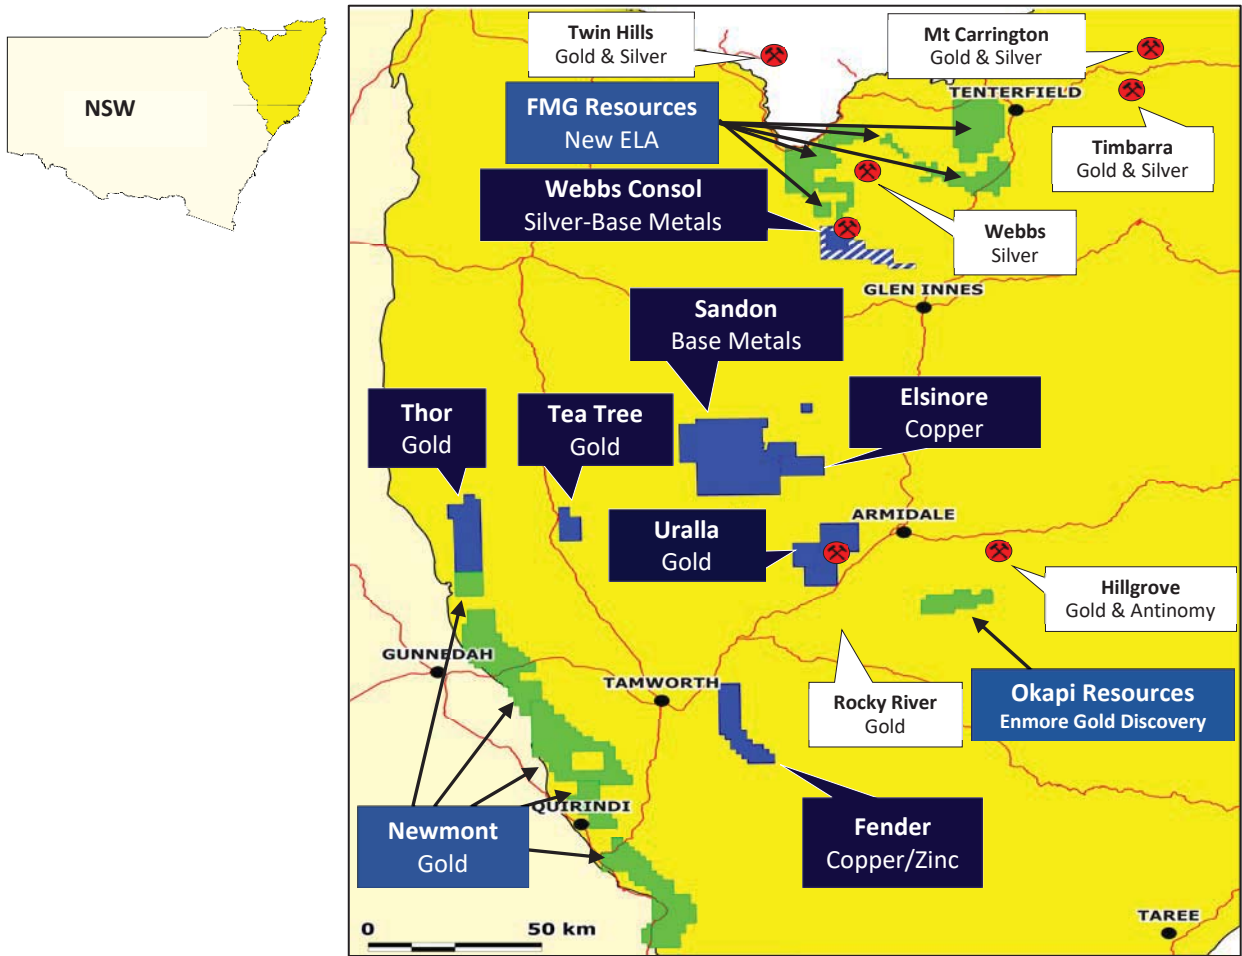 NSW
Twin Hills
Gold & Silver
Mt Carrington
Gold & Silver
TENTERFIELD
FMG Resources
New ELA
Timbarra
Gold & Silver
Webbs Consol
Silver-Base Metals
Webbs
Silver
GLEN INNES
Sandon
Base Metals
Thor
Gold
Tea Tree
Gold
Elsinore
Copper
ARMIDALE
Uralla
Gold
Hillgrove
Gold & Antinomy
GUNNEDAH
TAMWORTH
Rocky River
Gold
Okapi Resources
Enmore Gold Discovery
QUIRINDI
Newmont
Gold
Fender
Copper/Zinc
TAREE
0 50 km